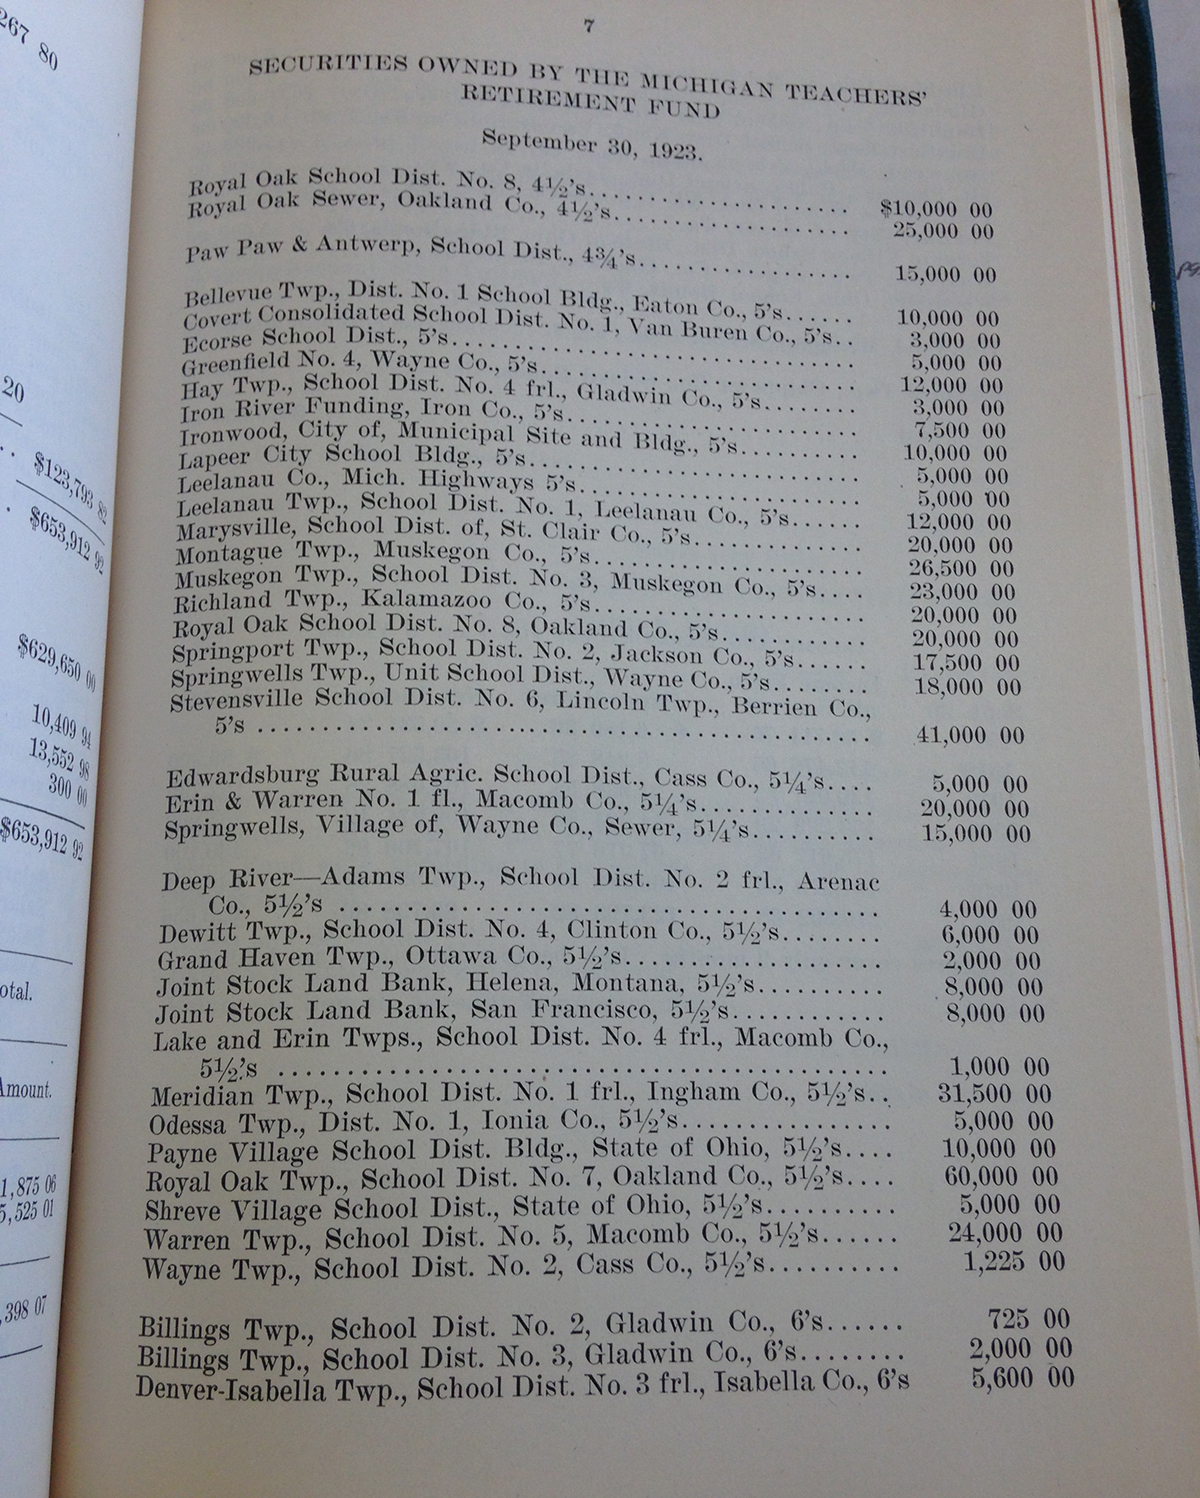 267 80
20
$123,793 82
$653,912 92
$629,650 00
10,409 94
13,552 98
300 00
$653,912 92
otal.
Amount.
1,875 06
5,525 01
,398 07
7
SECURITIES OWNED BY THE MICHIGAN TEACHERS'
RETIREMENT FUND
September 30, 1923.
Royal Oak School Dist. No. 8, 4½'s.......................... $10,000 00
Royal Oak Sewer, Oakland Co., 4½'s........................ 25,000 00
Paw Paw & Antwerp, School Dist., 4¾'s.................... 15,000 00
Bellevue Twp., Dist. No. 1 School Bldg., Eaton Co., 5's...... 10,000 00
Covert Consolidated School Dist. No. 1, Van Buren Co., 5's.. 3,000 00
Ecorse School Dist., 5's.................................... 5,000 00
Greenfield No. 4, Wayne Co., 5's............................ 12,000 00
Hay Twp., School Dist. No. 4 frl., Gladwin Co., 5's........ 3,000 00
Iron River Funding, Iron Co., 5's.......................... 7,500 00
Ironwood, City of, Municipal Site and Bldg., 5's.......... 10,000 00
Lapeer City School Bldg., 5's.............................. 5,000 00
Leelanau Co., Mich. Highways 5's......................... 5,000 00
Leelanau Twp., School Dist. No. 1, Leelanau Co., 5's...... 12,000 00
Marysville, School Dist. of, St. Clair Co., 5's.............. 20,000 00
Montague Twp., Muskegon Co., 5's........................ 26,500 00
Muskegon Twp., School Dist. No. 3, Muskegon Co., 5's.... 23,000 00
Richland Twp., Kalamazoo Co., 5's........................ 20,000 00
Royal Oak School Dist. No. 8, Oakland Co., 5's............ 20,000 00
Springport Twp., School Dist. No. 2, Jackson Co., 5's...... 17,500 00
Springwells Twp., Unit School Dist., Wayne Co., 5's........ 18,000 00
Stevensville School Dist. No. 6, Lincoln Twp., Berrien Co.,
5's .............................................. 41,000 00
Edwardsburg Rural Agric. School Dist., Cass Co., 5¼'s.... 5,000 00
Erin & Warren No. 1 fl., Macomb Co., 5¼'s............. 20,000 00
Springwells, Village of, Wayne Co., Sewer, 5¼'s.......... 15,000 00
Deep River—Adams Twp., School Dist. No. 2 frl., Arenac
Co., 5½'s ........................................ 4,000 00
Dewitt Twp., School Dist. No. 4, Clinton Co., 5½'s........ 6,000 00
Grand Haven Twp., Ottawa Co., 5½'s.................... 2,000 00
Joint Stock Land Bank, Helena, Montana, 5½'s.......... 8,000 00
Joint Stock Land Bank, San Francisco, 5½'s............ 8,000 00
Lake and Erin Twps., School Dist. No. 4 frl., Macomb Co.,
5½'s .............................................. 1,000 00
Meridian Twp., School Dist. No. 1 frl., Ingham Co., 5½'s.. 31,500 00
Odessa Twp., Dist. No. 1, Ionia Co., 5½'s................ 5,000 00
Payne Village School Dist. Bldg., State of Ohio, 5½'s.... 10,000 00
Royal Oak Twp., School Dist. No. 7, Oakland Co., 5½'s.... 60,000 00
Shreve Village School Dist., State of Ohio, 5½'s.......... 5,000 00
Warren Twp., School Dist. No. 5, Macomb Co., 5½'s...... 24,000 00
Wayne Twp., School Dist. No. 2, Cass Co., 5½'s.......... 1,225 00
Billings Twp., School Dist. No. 2, Gladwin Co., 6's...... 725 00
Billings Twp., School Dist. No. 3, Gladwin Co., 6's........ 2,000 00
Denver-Isabella Twp., School Dist. No. 3 frl., Isabella Co., 6's 5,600 00